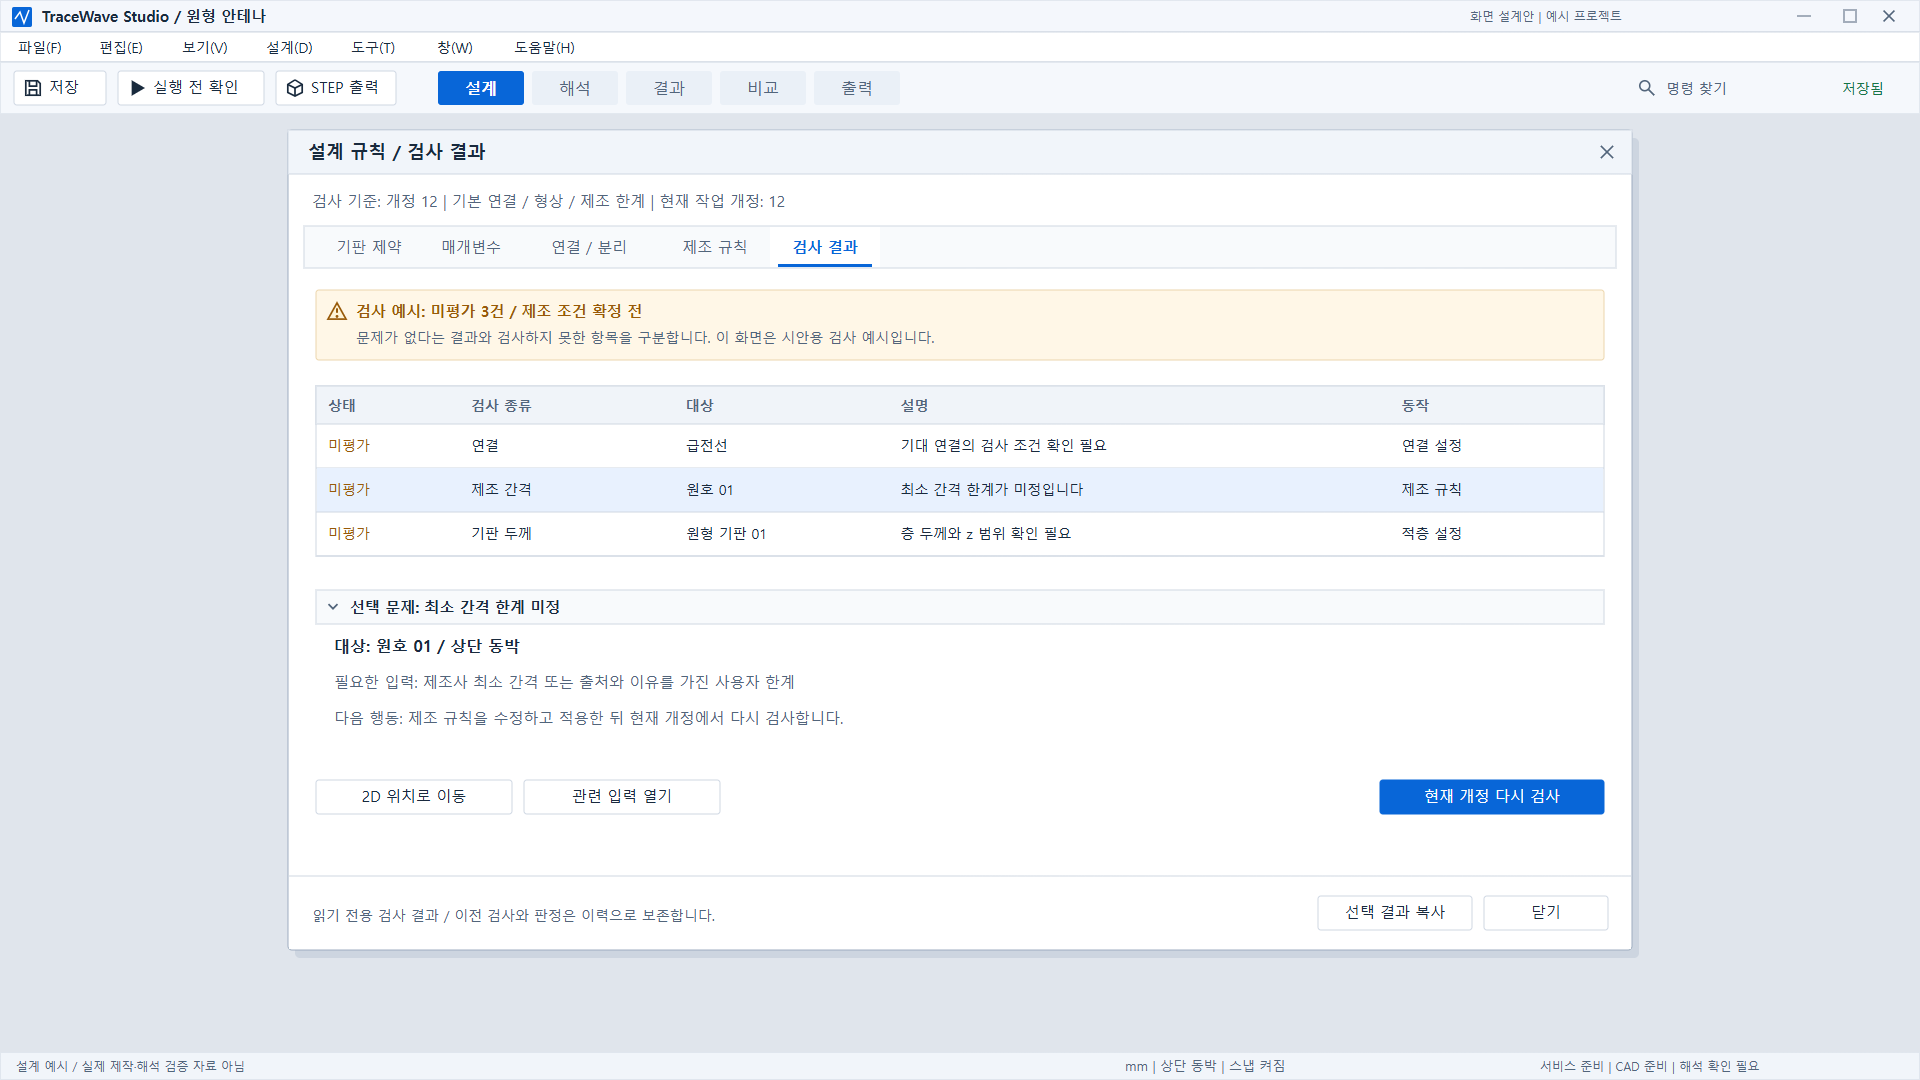 TraceWave Studio / 원형 안테나
화면 설계안 | 예시 프로젝트
파일(F) 편집(E) 보기(V) 설계(D) 도구(T) 창(W) 도움말(H)
저장 실행 전 확인 STEP 출력 설계 해석 결과 비교 출력 명령 찾기 저장됨
설계 규칙 / 검사 결과
검사 기준: 개정 12 | 기본 연결 / 형상 / 제조 한계 | 현재 작업 개정: 12
기판 제약 매개변수 연결 / 분리 제조 규칙 검사 결과
검사 예시: 미평가 3건 / 제조 조건 확정 전
문제가 없다는 결과와 검사하지 못한 항목을 구분합니다. 이 화면은 시안용 검사 예시입니다.
상태 검사 종류 대상 설명 동작
미평가 연결 급전선 기대 연결의 검사 조건 확인 필요 연결 설정
미평가 제조 간격 원호 01 최소 간격 한계가 미정입니다 제조 규칙
미평가 기판 두께 원형 기판 01 층 두께와 z 범위 확인 필요 적층 설정
선택 문제: 최소 간격 한계 미정
대상: 원호 01 / 상단 동박
필요한 입력: 제조사 최소 간격 또는 출처와 이유를 가진 사용자 한계
다음 행동: 제조 규칙을 수정하고 적용한 뒤 현재 개정에서 다시 검사합니다.
2D 위치로 이동 관련 입력 열기 현재 개정 다시 검사
읽기 전용 검사 결과 / 이전 검사와 판정은 이력으로 보존합니다.
선택 결과 복사 닫기
설계 예시 / 실제 제작·해석 검증 자료 아님
mm | 상단 동박 | 스냅 켜짐
서비스 준비 | CAD 준비 | 해석 확인 필요